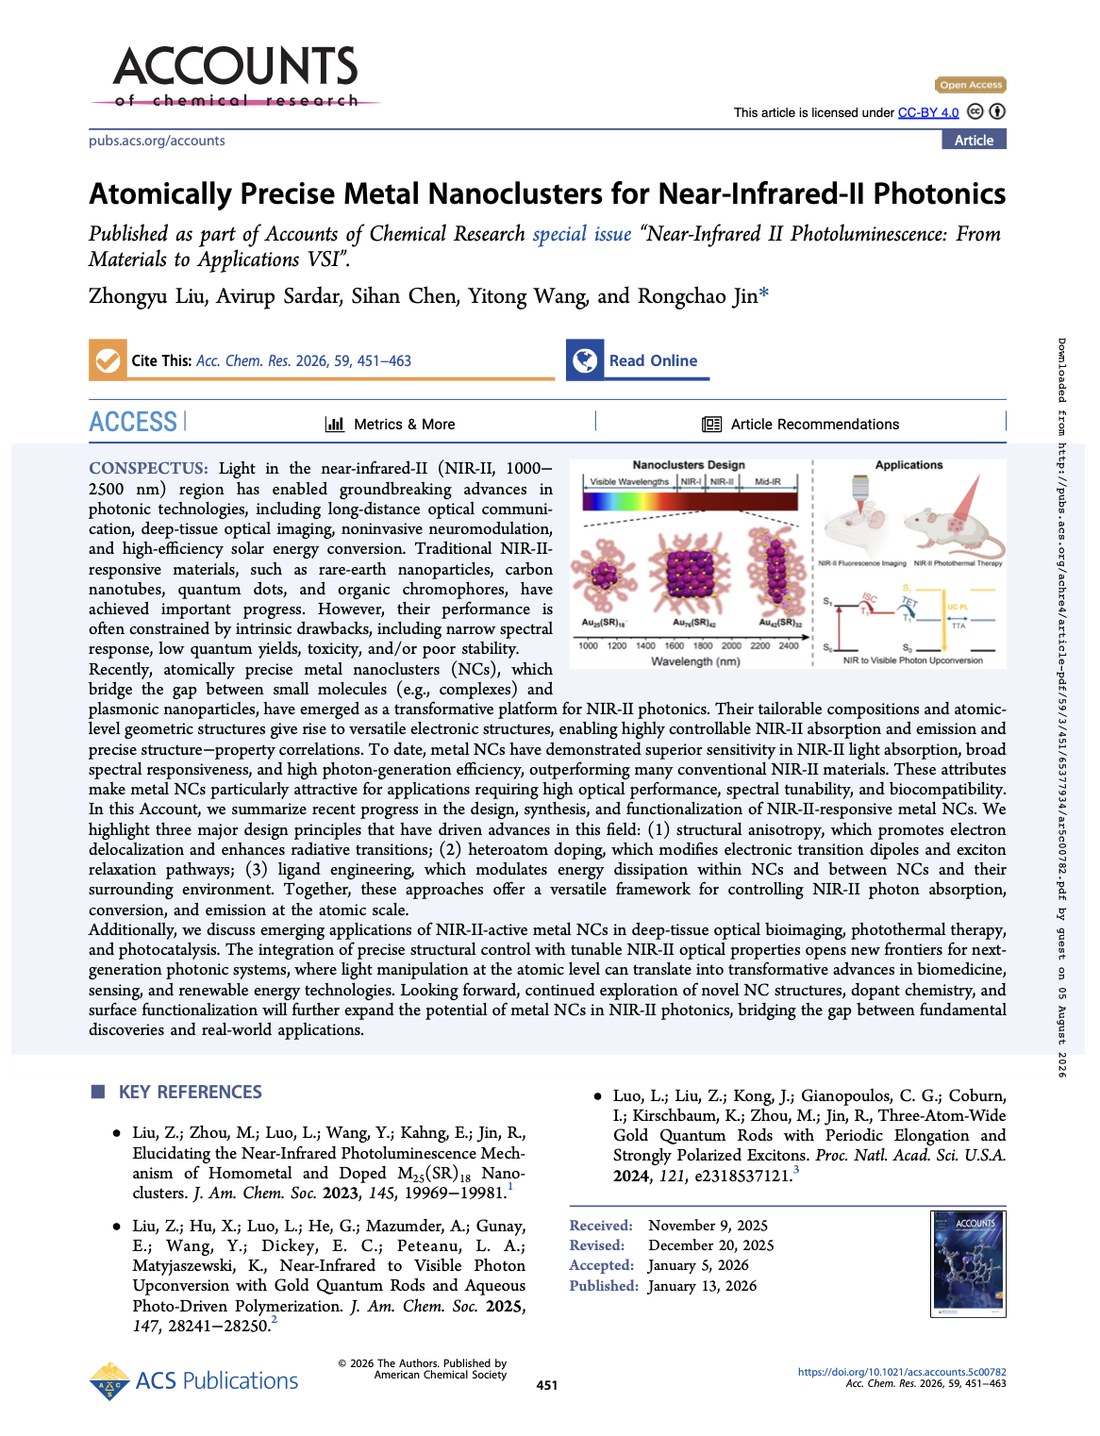 ACCOUNTS
of chemical research
Open Access
This article is licensed under CC-BY 4.0
pubs.acs.org/accounts
Article
Atomically Precise Metal Nanoclusters for Near-Infrared-II Photonics
Published as part of Accounts of Chemical Research special issue “Near-Infrared II Photoluminescence: From
Materials to Applications VSI”.
Zhongyu Liu, Avirup Sardar, Sihan Chen, Yitong Wang, and Rongchao Jin*
Cite This: Acc. Chem. Res. 2026, 59, 451−463
Read Online
ACCESS
Metrics & More
Article Recommendations
CONSPECTUS: Light in the near-infrared-II (NIR-II, 1000−
2500 nm) region has enabled groundbreaking advances in
photonic technologies, including long-distance optical communi-
cation, deep-tissue optical imaging, noninvasive neuromodulation,
and high-efficiency solar energy conversion. Traditional NIR-II-
responsive materials, such as rare-earth nanoparticles, carbon
nanotubes, quantum dots, and organic chromophores, have
achieved important progress. However, their performance is
often constrained by intrinsic drawbacks, including narrow spectral
response, low quantum yields, toxicity, and/or poor stability.
Recently, atomically precise metal nanoclusters (NCs), which
bridge the gap between small molecules (e.g., complexes) and
plasmonic nanoparticles, have emerged as a transformative platform for NIR-II photonics. Their tailorable compositions and atomic-
level geometric structures give rise to versatile electronic structures, enabling highly controllable NIR-II absorption and emission and
precise structure−property correlations. To date, metal NCs have demonstrated superior sensitivity in NIR-II light absorption, broad
spectral responsiveness, and high photon-generation efficiency, outperforming many conventional NIR-II materials. These attributes
make metal NCs particularly attractive for applications requiring high optical performance, spectral tunability, and biocompatibility.
In this Account, we summarize recent progress in the design, synthesis, and functionalization of NIR-II-responsive metal NCs. We
highlight three major design principles that have driven advances in this field: (1) structural anisotropy, which promotes electron
delocalization and enhances radiative transitions; (2) heteroatom doping, which modifies electronic transition dipoles and exciton
relaxation pathways; (3) ligand engineering, which modulates energy dissipation within NCs and between NCs and their
surrounding environment. Together, these approaches offer a versatile framework for controlling NIR-II photon absorption,
conversion, and emission at the atomic scale.
Additionally, we discuss emerging applications of NIR-II-active metal NCs in deep-tissue optical bioimaging, photothermal therapy,
and photocatalysis. The integration of precise structural control with tunable NIR-II optical properties opens new frontiers for next-
generation photonic systems, where light manipulation at the atomic level can translate into transformative advances in biomedicine,
sensing, and renewable energy technologies. Looking forward, continued exploration of novel NC structures, dopant chemistry, and
surface functionalization will further expand the potential of metal NCs in NIR-II photonics, bridging the gap between fundamental
discoveries and real-world applications.
Nanoclusters Design
Visible Wavelengths NIR-I NIR-II Mid-IR
Au₂₅(SR)₁₈⁻ Au₇₆(SR)₄₂ Au₄₂(SR)₃₂
1000 1200 1400 1600 1800 2000 2200 2400
Wavelength (nm)
Applications
NIR-II Fluorescence Imaging NIR-II Photothermal Therapy
S₁ ISC T₁ TET T₁ S₁ UC PL TTA
S₀ S₀
NIR to Visible Photon Upconversion
KEY REFERENCES
• Liu, Z.; Zhou, M.; Luo, L.; Wang, Y.; Kahng, E.; Jin, R.,
Elucidating the Near-Infrared Photoluminescence Mech-
anism of Homometal and Doped M₂₅(SR)₁₈ Nano-
clusters. J. Am. Chem. Soc. 2023, 145, 19969−19981.¹
• Liu, Z.; Hu, X.; Luo, L.; He, G.; Mazumder, A.; Gunay,
E.; Wang, Y.; Dickey, E. C.; Peteanu, L. A.;
Matyjaszewski, K., Near-Infrared to Visible Photon
Upconversion with Gold Quantum Rods and Aqueous
Photo-Driven Polymerization. J. Am. Chem. Soc. 2025,
147, 28241−28250.²
• Luo, L.; Liu, Z.; Kong, J.; Gianopoulos, C. G.; Coburn,
I.; Kirschbaum, K.; Zhou, M.; Jin, R., Three-Atom-Wide
Gold Quantum Rods with Periodic Elongation and
Strongly Polarized Excitons. Proc. Natl. Acad. Sci. U.S.A.
2024, 121, e2318537121.³
Received: November 9, 2025
Revised: December 20, 2025
Accepted: January 5, 2026
Published: January 13, 2026
ACCOUNTS
ACS Publications
© 2026 The Authors. Published by
American Chemical Society
451
https://doi.org/10.1021/acs.accounts.5c00782
Acc. Chem. Res. 2026, 59, 451−463
Downloaded from http://pubs.acs.org/achre4/article-pdf/59/3/451/65377934/ar5c00782.pdf by guest on 05 August 2026